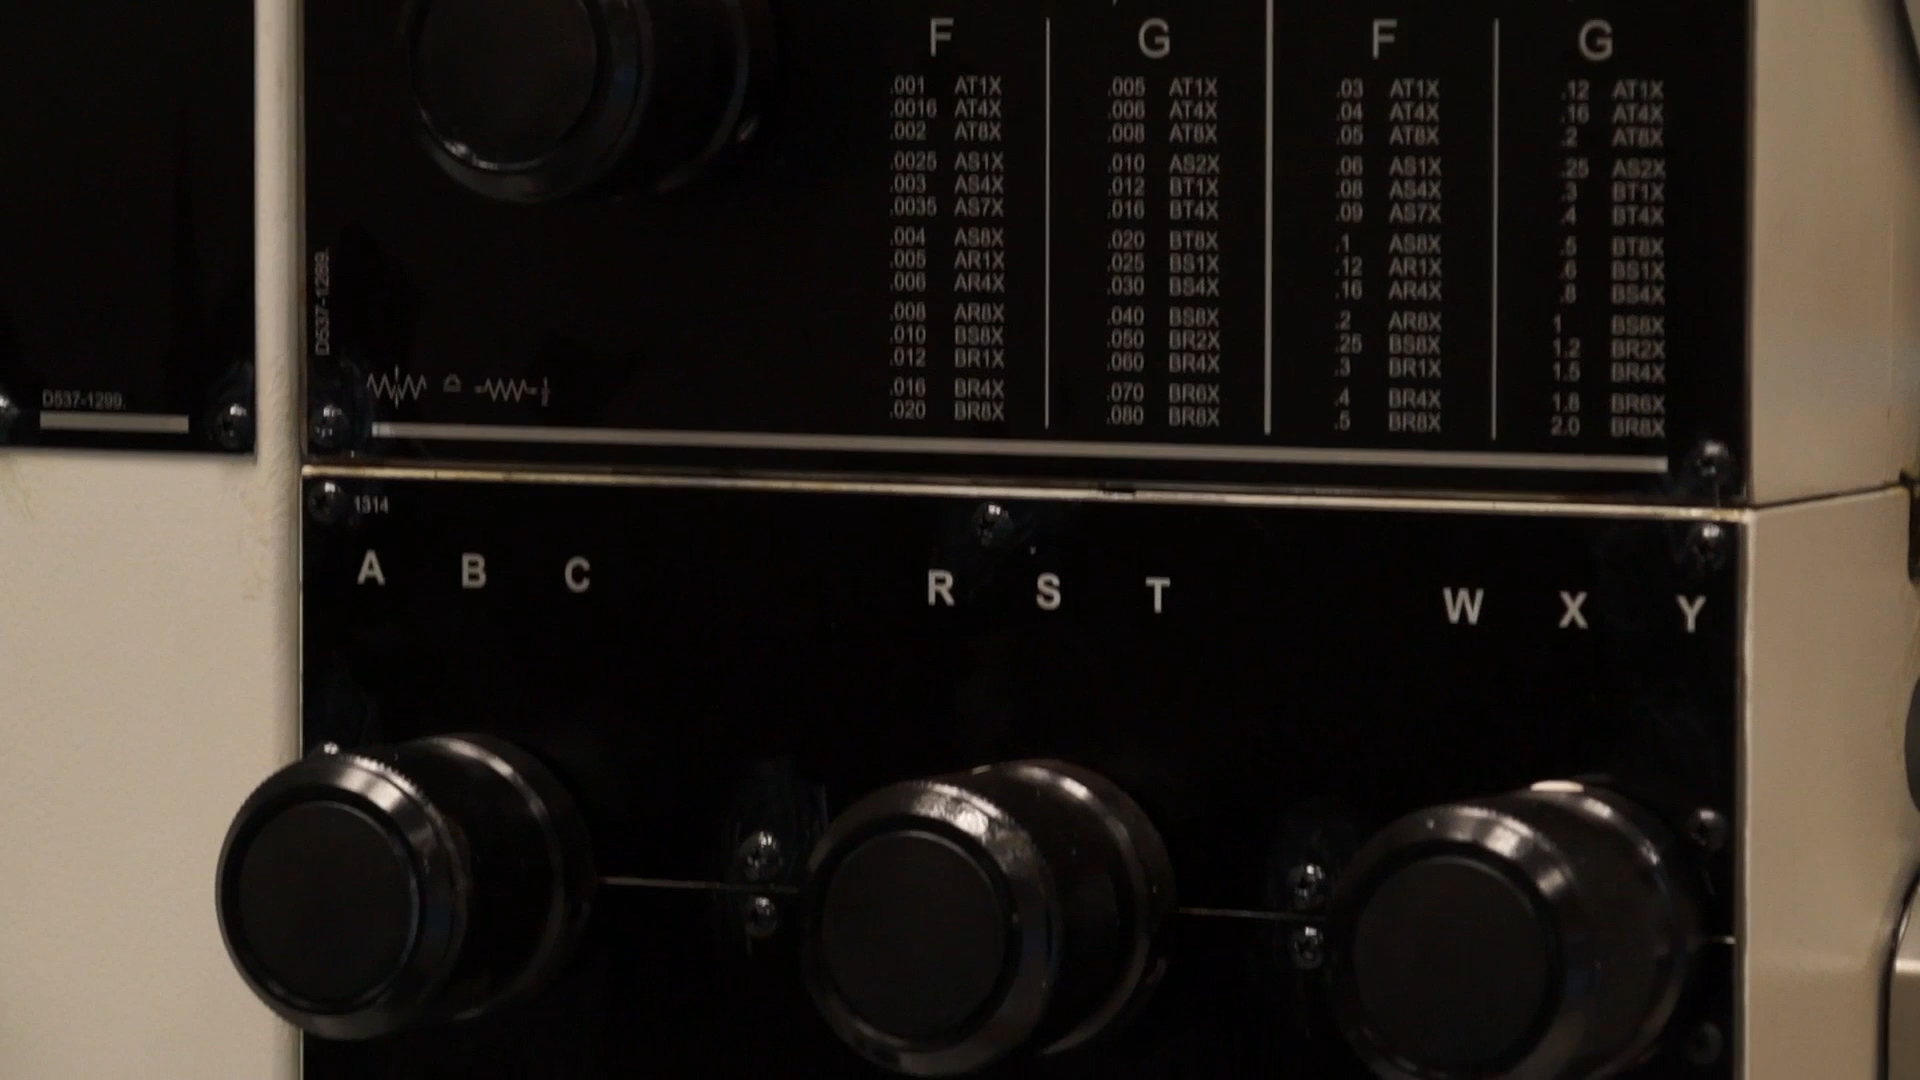 F G F G
.001 AT1X .005 AT1X .03 AT1X .12 AT1X
.0016 AT4X .006 AT4X .04 AT4X .16 AT4X
.002 AT8X .008 AT8X .05 AT8X .2 AT8X
.0025 AS1X .010 AS2X .06 AS1X .25 AS2X
.003 AS4X .012 BT1X .08 AS4X .3 BT1X
.0035 AS7X .016 BT4X .09 AS7X .4 BT4X
.004 AS8X .020 BT8X .1 AS8X .5 BT8X
.005 AR1X .025 BS1X .12 AR1X .6 BS1X
.006 AR4X .030 BS4X .16 AR4X .8 BS4X
.008 AR8X .040 BS8X .2 AR8X 1 BS8X
.010 BS8X .050 BR2X .25 BS8X 1.2 BR2X
.012 BR1X .060 BR4X .3 BR1X 1.5 BR4X
.016 BR4X .070 BR6X .4 BR4X 1.8 BR6X
.020 BR8X .080 BR8X .5 BR8X 2.0 BR8X
D537-1289.
D537-1299.
1314
A B C R S T W X Y